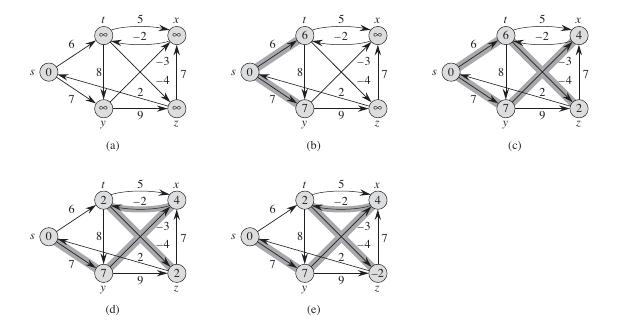 t 5 x
∞ −2 ∞
6
s 0 8 −3 7
−4
7 2
∞ 9 ∞
y z
(a)
t 5 x
6 −2 ∞
6
s 0 8 −3 7
−4
7 2
7 9 ∞
y z
(b)
t 5 x
6 −2 4
6
s 0 8 −3 7
−4
7 2
7 9 2
y z
(c)
t 5 x
2 −2 4
6
s 0 8 −3 7
−4
7 2
7 9 2
y z
(d)
t 5 x
2 −2 4
6
s 0 8 −3 7
−4
7 2
7 9 −2
y z
(e)